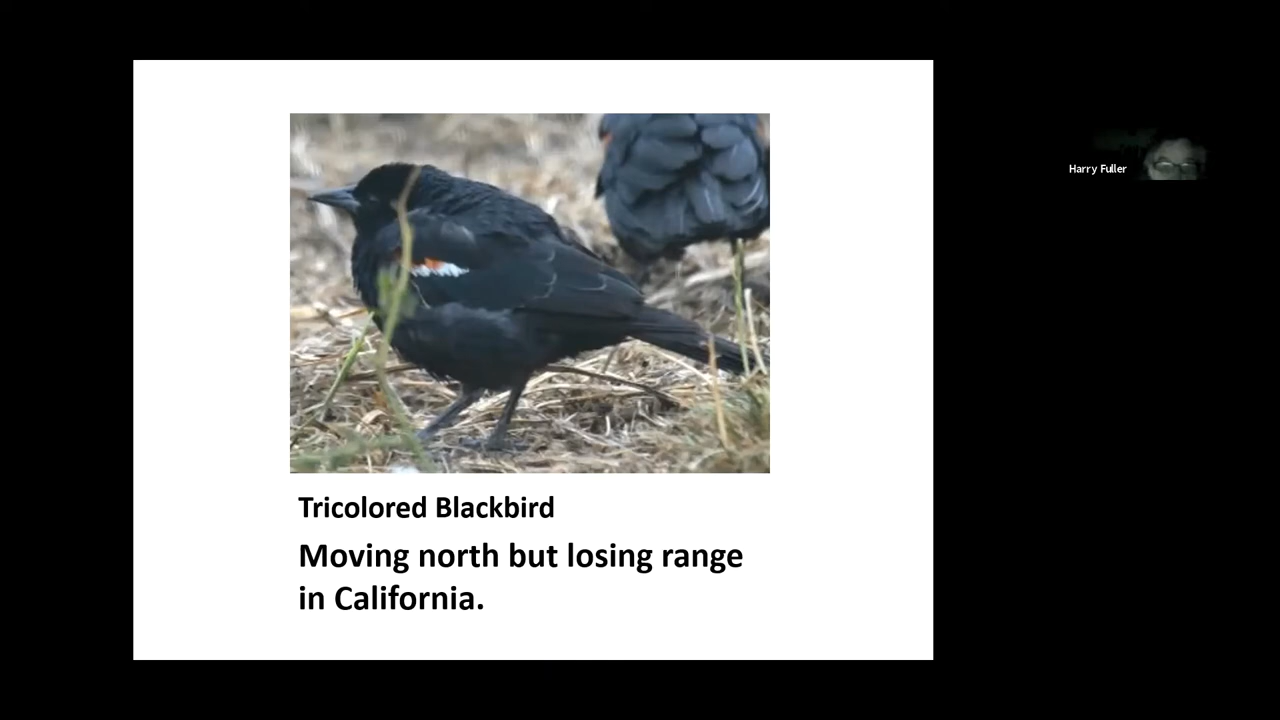 Tricolored Blackbird
Moving north but losing range
in California.
Harry Fuller